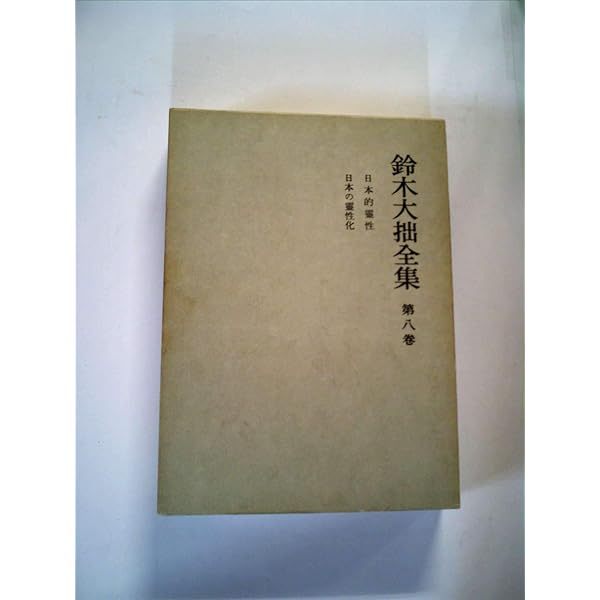 鈴木大拙全集 第八巻
日本的靈性
日本の靈性化